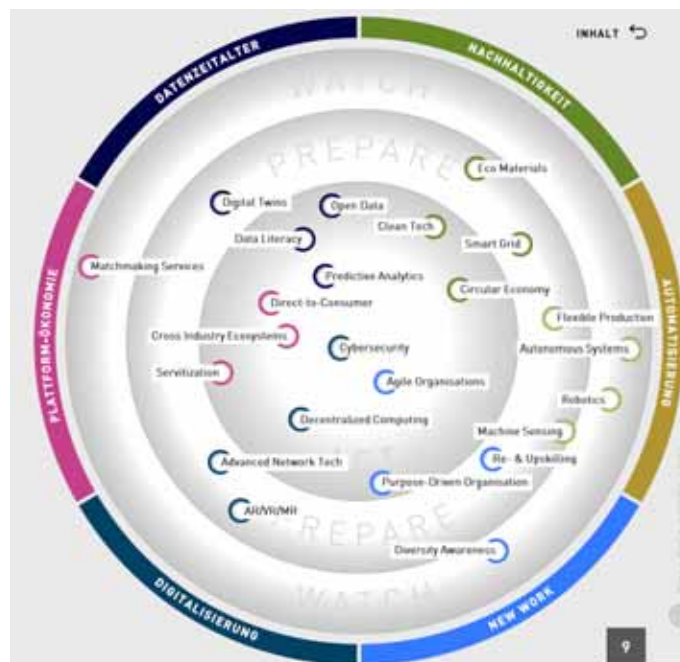 INHALT
DATENZEITALTER
NACHHALTIGKEIT
WATCH
PREPARE
Eco Materials
Digital Twins
Open Data
Clean Tech
Data Literacy
Smart Grid
Matchmaking Services
Predictive Analytics
Circular Economy
Direct-to-Consumer
PLATTFORM-ÖKONOMIE
AUTOMATISIERUNG
Flexible Production
Cross Industry Ecosystems
Cybersecurity
Autonomous Systems
Servitization
Agile Organisations
Robotics
Decentralized Computing
Machine Sensing
Advanced Network Tech
Re- & Upskilling
Purpose-Driven Organisation
AR/VR/MR
PREPARE
Diversity Awareness
WATCH
DIGITALISIERUNG
NEW WORK
9